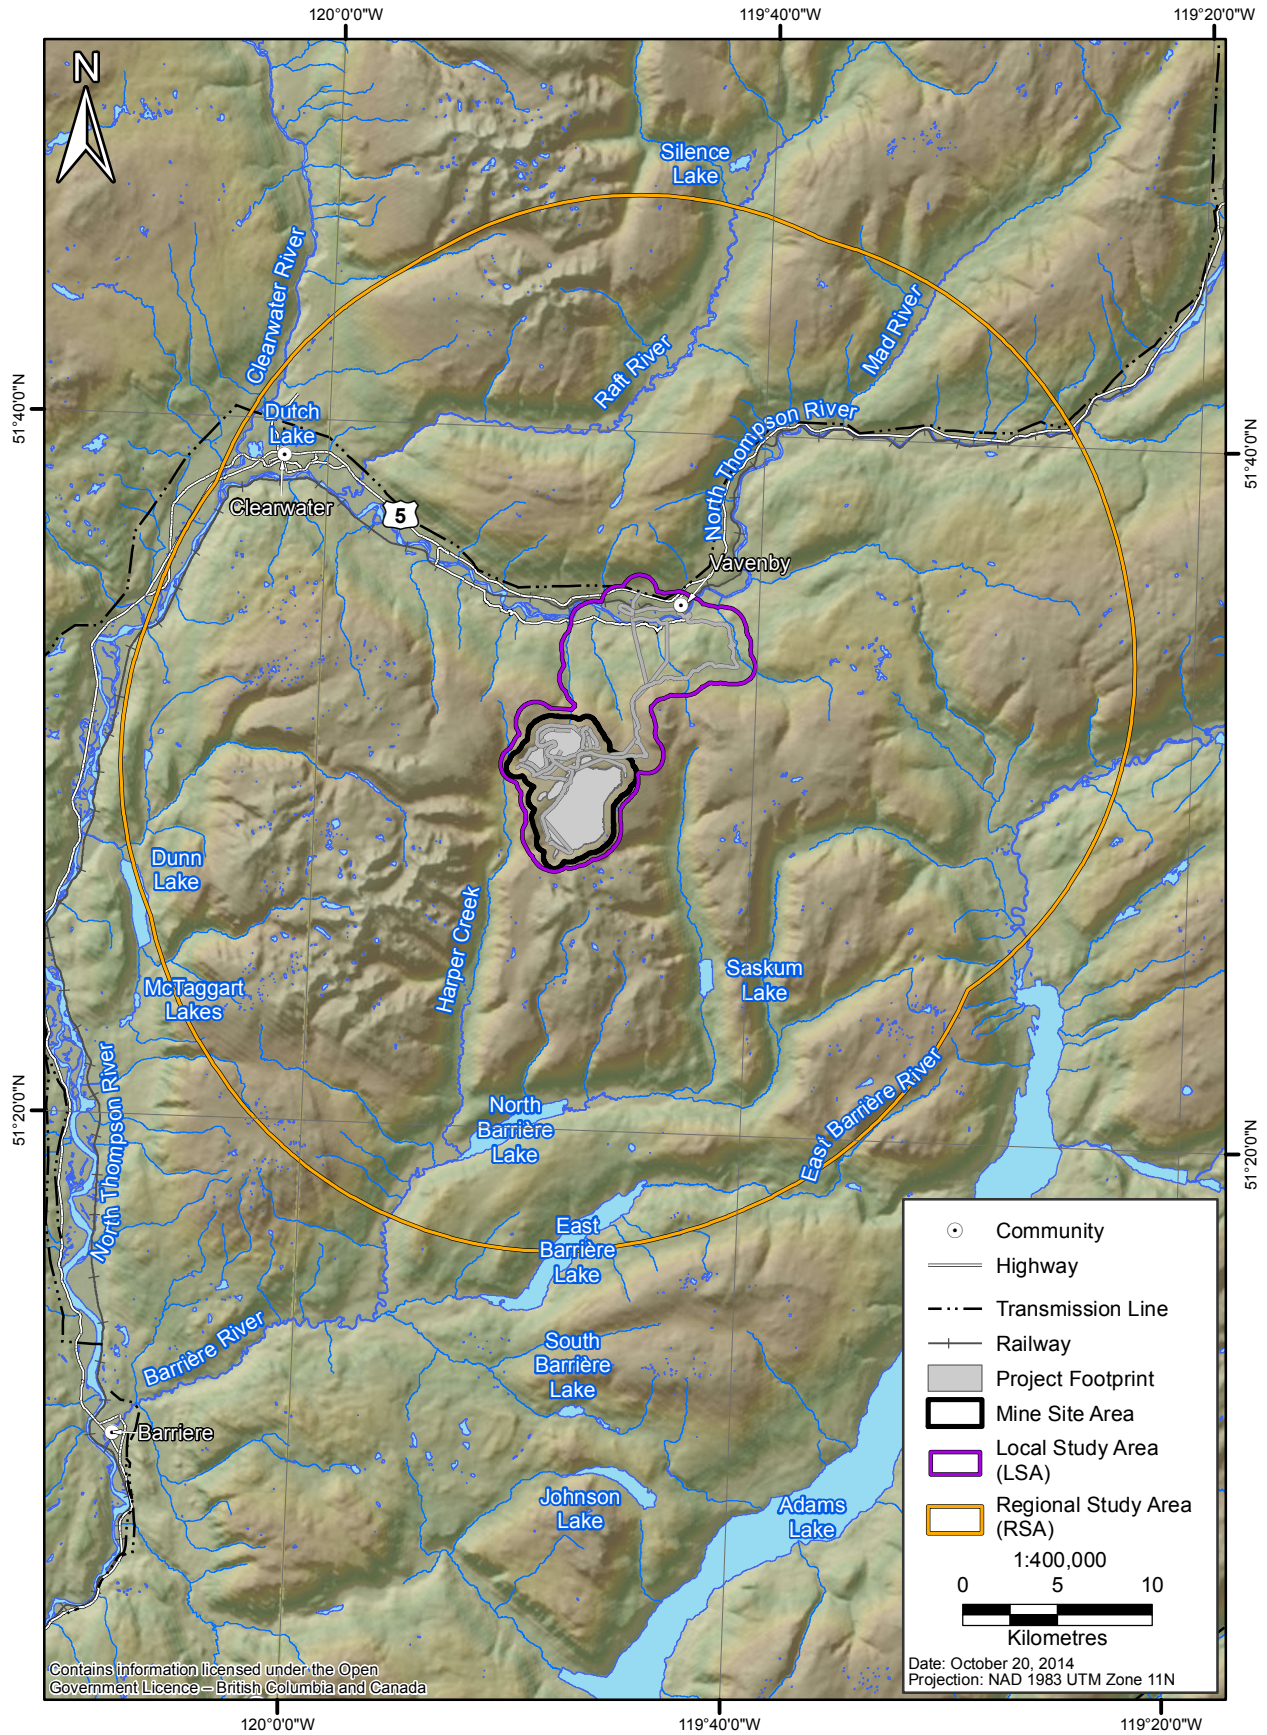 120°0'0"W
119°40'0"W
119°20'0"W
N
Silence
Lake
Clearwater River
Mad River
Raft River
51°40'0"N
Dutch
Lake
North Thompson River
51°40'0"N
Clearwater
5
Vavenby
Dunn
Lake
Harper Creek
McTaggart
Lakes
Saskum
Lake
North Thompson River
51°20'0"N
North
Barrière
Lake
East Barrière River
51°20'0"N
East
Barrière
Lake
Barrière River
South
Barrière
Lake
Barriere
Johnson
Lake
Adams
Lake
Community
Highway
Transmission Line
Railway
Project Footprint
Mine Site Area
Local Study Area
(LSA)
Regional Study Area
(RSA)
1:400,000
0 5 10
Kilometres
Date: October 20, 2014
Projection: NAD 1983 UTM Zone 11N
Contains information licensed under the Open
Government Licence – British Columbia and Canada
120°0'0"W
119°40'0"W
119°20'0"W